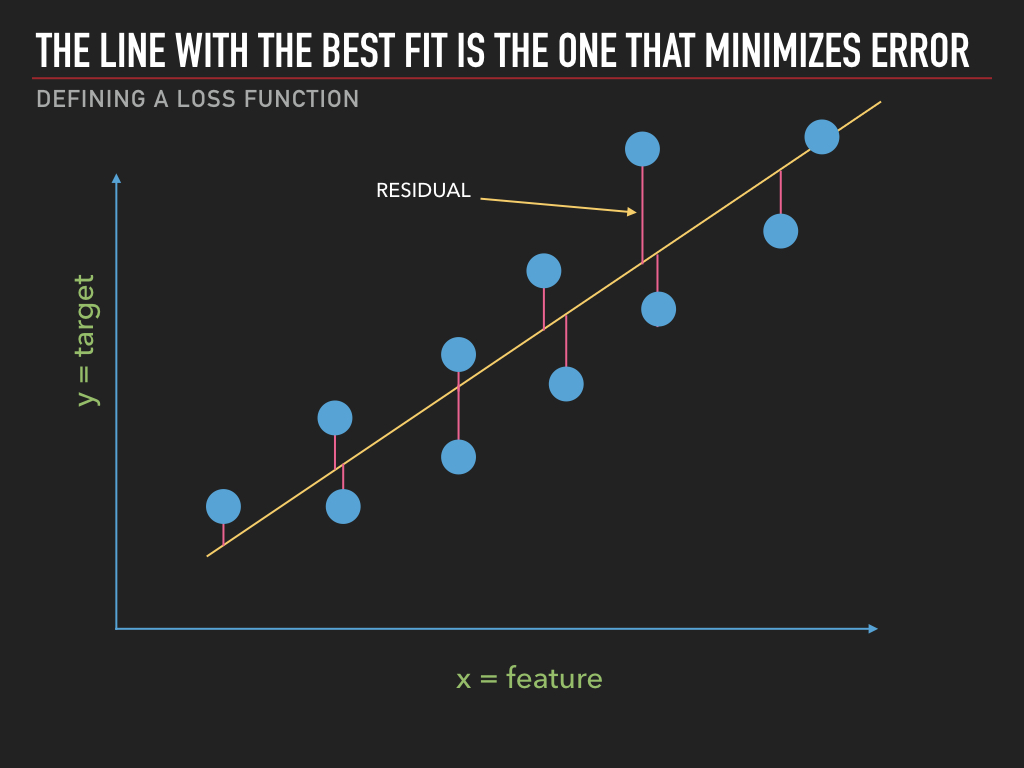 THE LINE WITH THE BEST FIT IS THE ONE THAT MINIMIZES ERROR
DEFINING A LOSS FUNCTION
RESIDUAL
y = target
x = feature